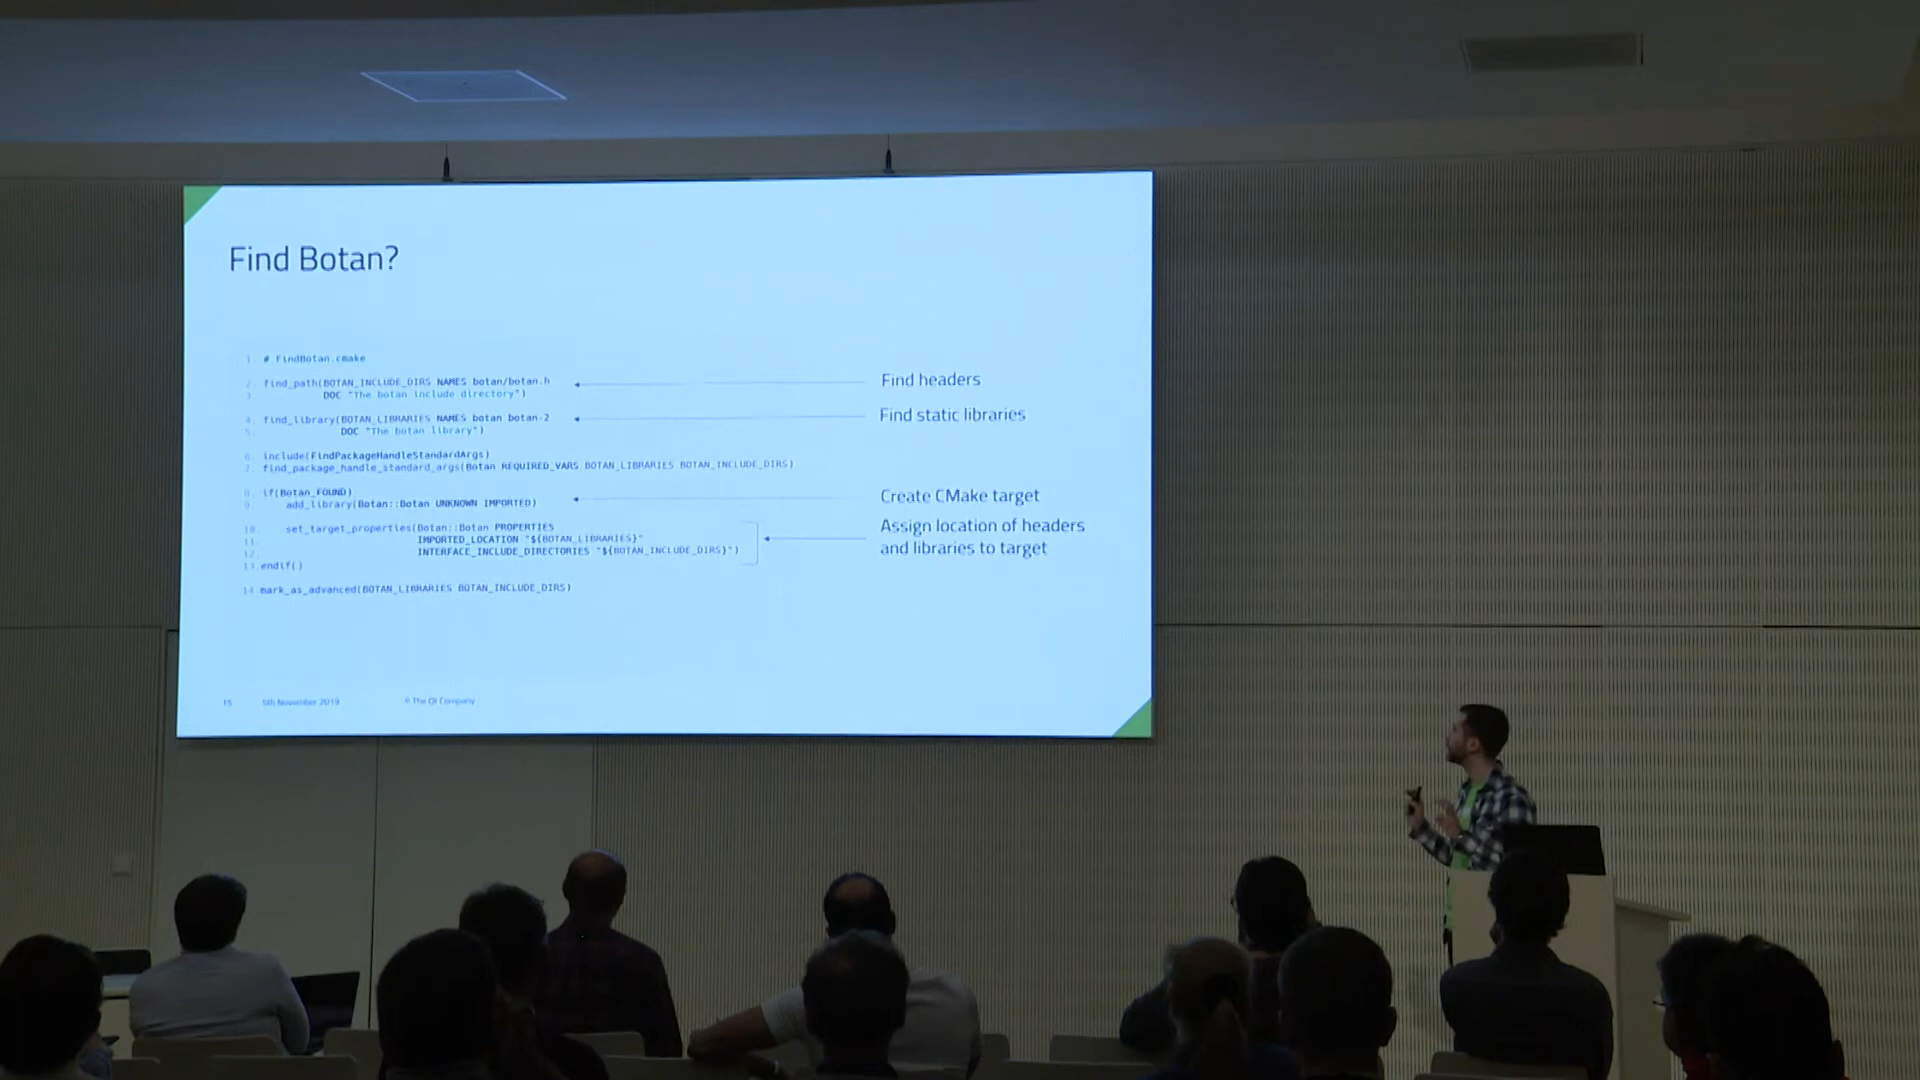 Find Botan?
1. # FindBotan.cmake
2. find_path(BOTAN_INCLUDE_DIRS NAMES botan/botan.h
3. DOC "The botan include directory")
Find headers
4. find_library(BOTAN_LIBRARIES NAMES botan botan-2
5. DOC "The botan library")
Find static libraries
6. include(FindPackageHandleStandardArgs)
7. find_package_handle_standard_args(Botan REQUIRED_VARS BOTAN_LIBRARIES BOTAN_INCLUDE_DIRS)
8. if(Botan_FOUND)
9. add_library(Botan::Botan UNKNOWN IMPORTED)
Create CMake target
10. set_target_properties(Botan::Botan PROPERTIES
11. IMPORTED_LOCATION "${BOTAN_LIBRARIES}"
12. INTERFACE_INCLUDE_DIRECTORIES "${BOTAN_INCLUDE_DIRS}")
13. endif()
Assign location of headers
and libraries to target
14. mark_as_advanced(BOTAN_LIBRARIES BOTAN_INCLUDE_DIRS)
15 5th November 2019 © The Qt Company